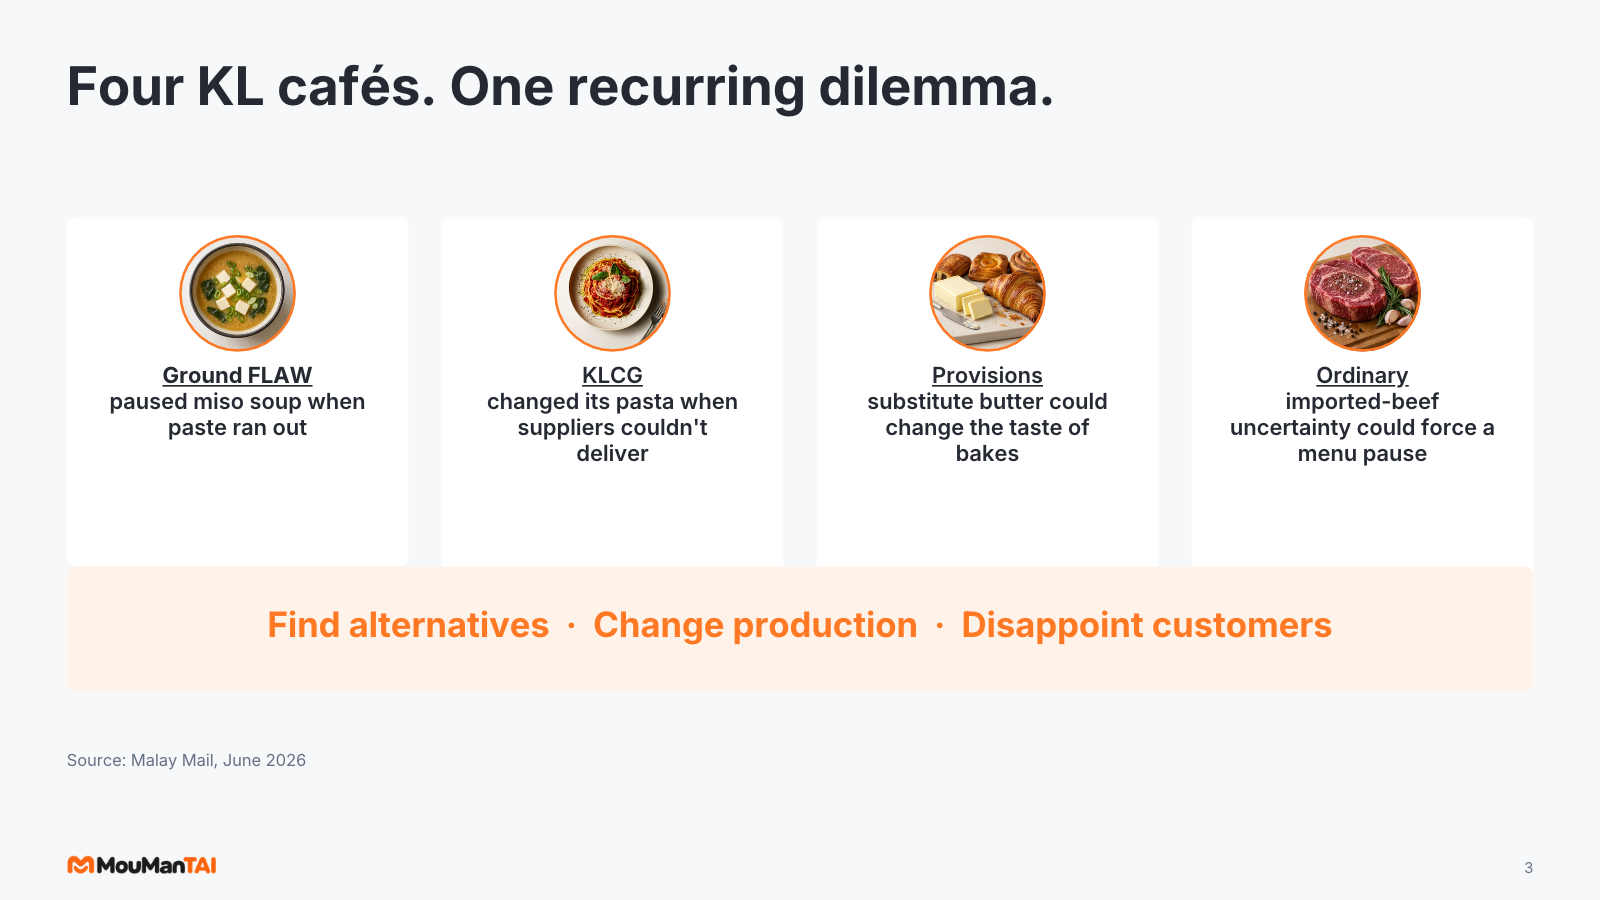 Four KL cafés. One recurring dilemma.
Ground FLAW
paused miso soup when
paste ran out
KLCG
changed its pasta when
suppliers couldn't
deliver
Provisions
substitute butter could
change the taste of
bakes
Ordinary
imported-beef
uncertainty could force a
menu pause
Find alternatives · Change production · Disappoint customers
Source: Malay Mail, June 2026
MouManTAI
3